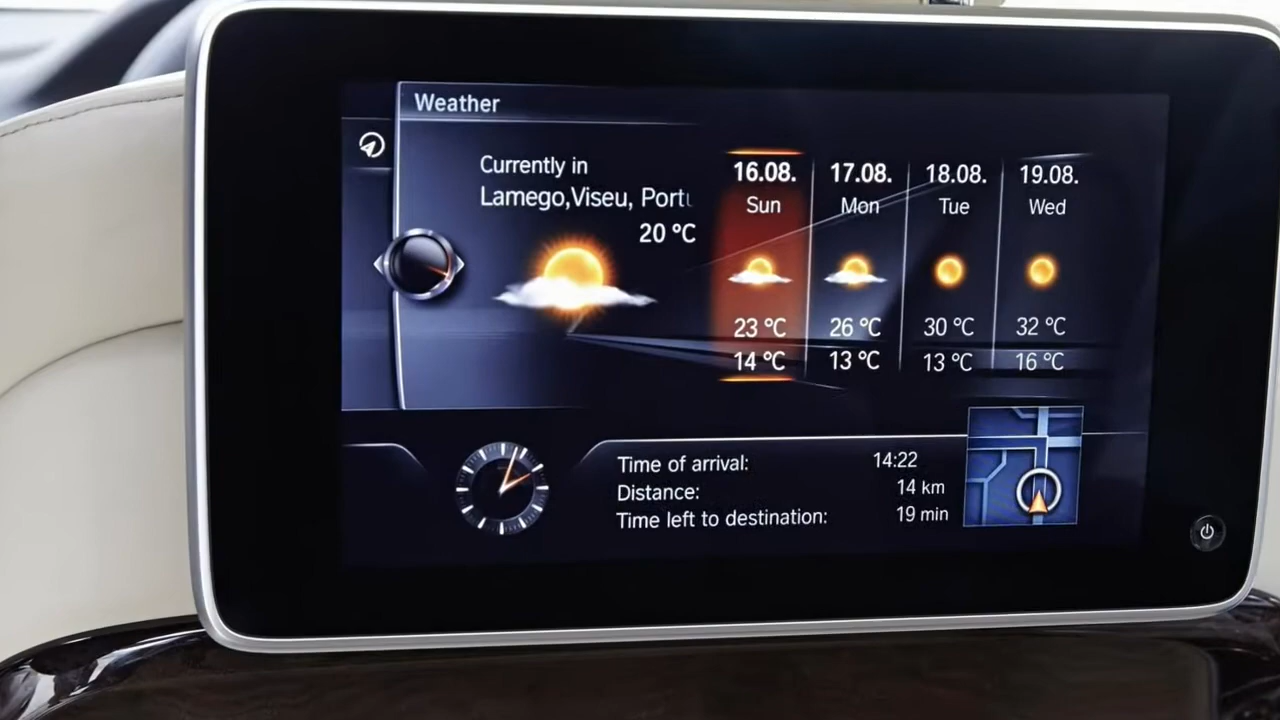 Weather
Currently in
Lamego,Viseu, Port
20 °C
16.08.
Sun
23 °C
14 °C
17.08.
Mon
26 °C
13 °C
18.08.
Tue
30 °C
13 °C
19.08.
Wed
32 °C
16 °C
Time of arrival: 14:22
Distance: 14 km
Time left to destination: 19 min